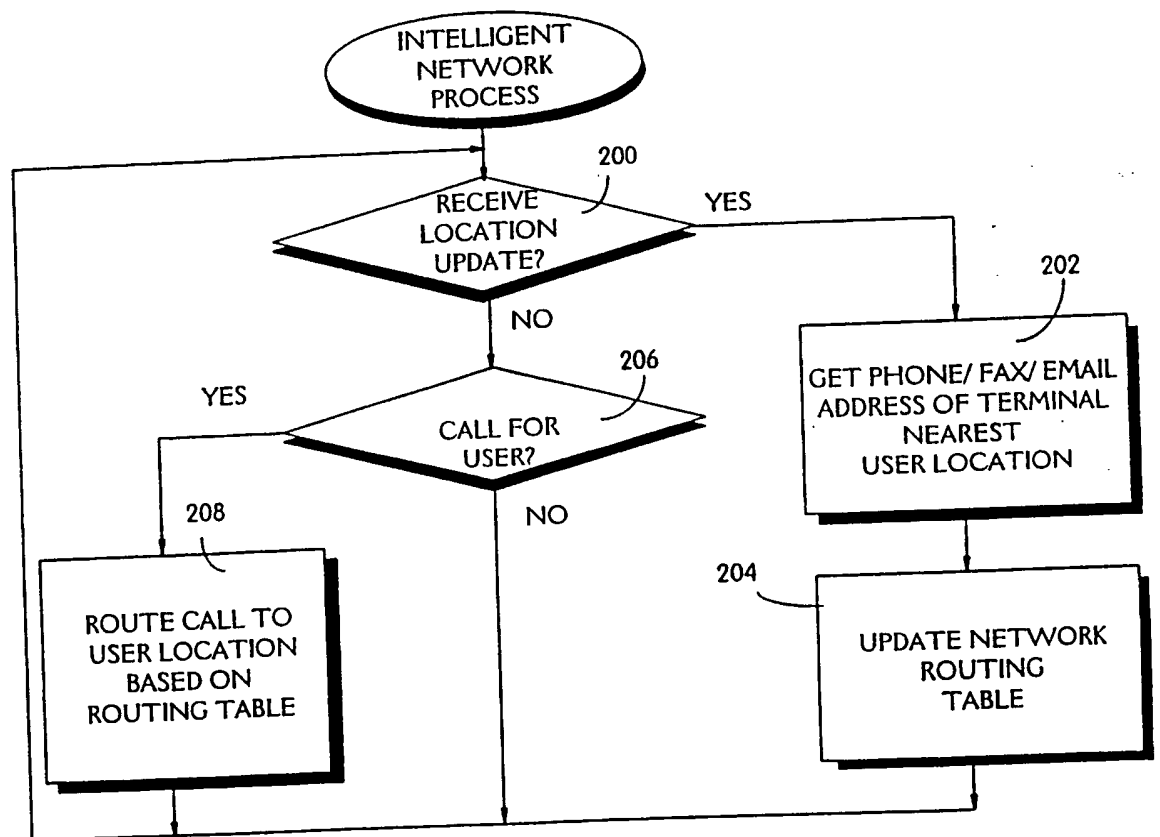 INTELLIGENT
NETWORK
PROCESS
200
RECEIVE
LOCATION
UPDATE?
YES
NO
202
GET PHONE/ FAX/ EMAIL
ADDRESS OF TERMINAL
NEAREST
USER LOCATION
206
YES
CALL FOR
USER?
NO
208
ROUTE CALL TO
USER LOCATION
BASED ON
ROUTING TABLE
204
UPDATE NETWORK
ROUTING
TABLE